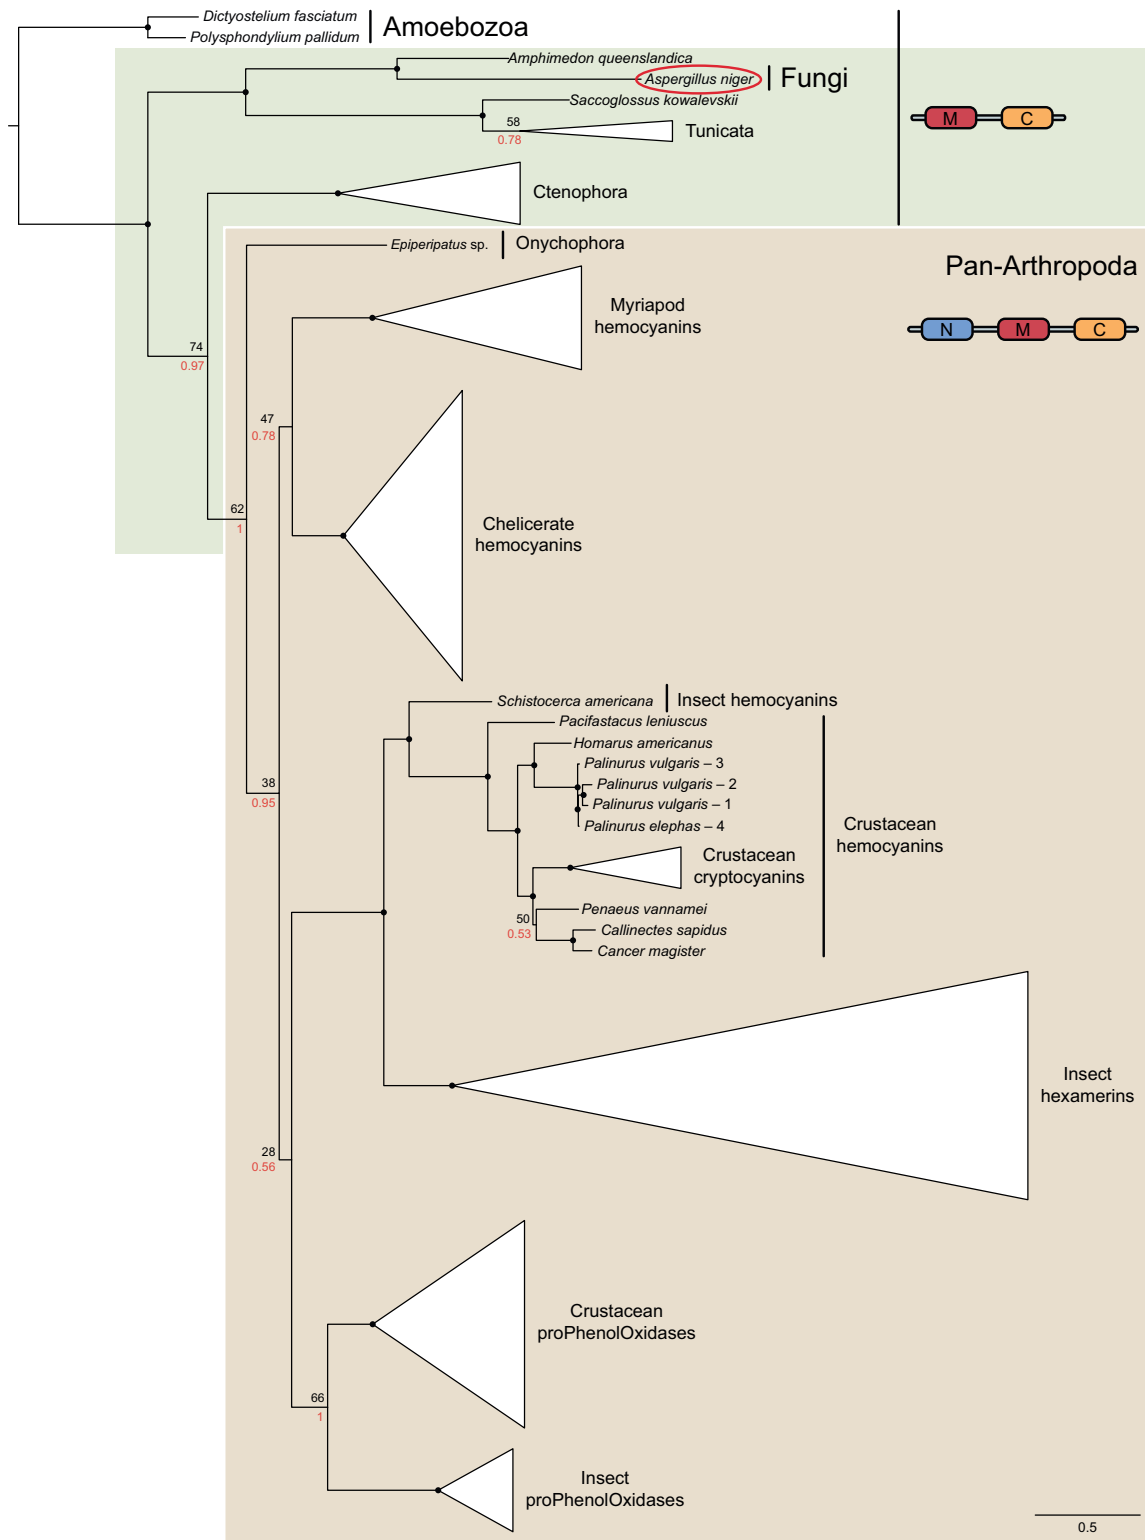 Dictyostelium fasciatum
Polysphondylium pallidum
Amoebozoa
Amphimedon queenslandica
Aspergillus niger
Fungi
Saccoglossus kowalevskii
58
0.78
Tunicata
M C
Ctenophora
Epiperipatus sp.
Onychophora
Pan-Arthropoda
Myriapod
hemocyanins
N M C
74
0.97
47
0.78
62
1
Chelicerate
hemocyanins
Schistocerca americana
Insect hemocyanins
Pacifastacus leniuscus
Homarus americanus
Palinurus vulgaris – 3
Palinurus vulgaris – 2
Palinurus vulgaris – 1
Palinurus elephas – 4
38
0.95
Crustacean
hemocyanins
Crustacean
cryptocyanins
50
0.53
Penaeus vannamei
Callinectes sapidus
Cancer magister
Insect
hexamerins
28
0.56
Crustacean
proPhenolOxidases
66
1
Insect
proPhenolOxidases
0.5